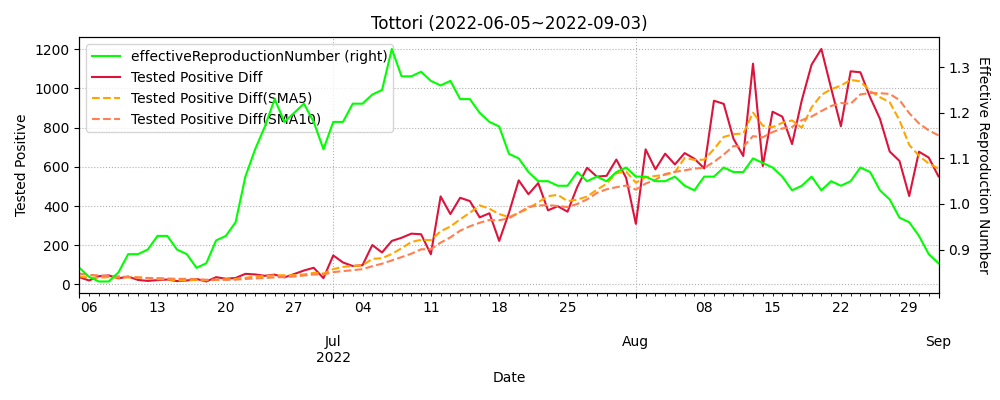 Tottori (2022-06-05~2022-09-03)
effectiveReproductionNumber (right)
Tested Positive Diff
Tested Positive Diff(SMA5)
Tested Positive Diff(SMA10)
Tested Positive
1200
1000
800
600
400
200
0
1.3
1.2
1.1
1.0
0.9
Effective Reproduction Number
06 13 20 27 04 11 18 25 08 15 22 29
Jul Aug Sep
2022
Date